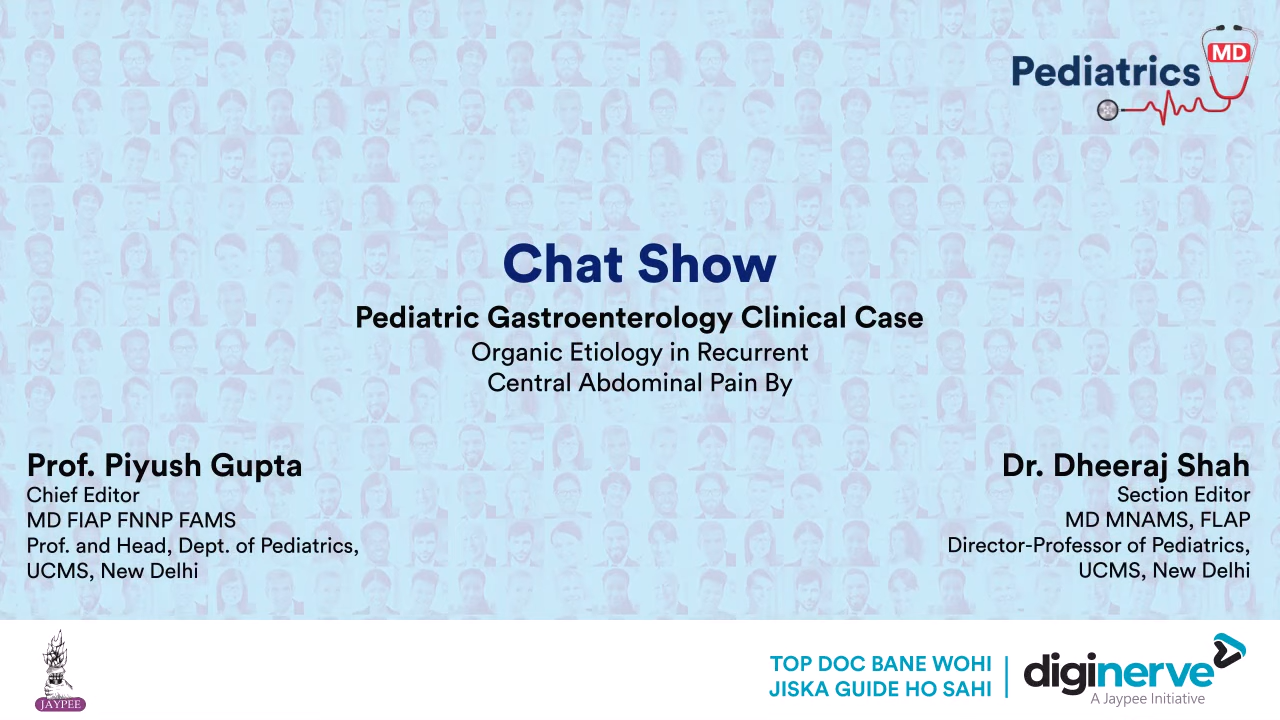 Pediatrics MD
Chat Show
Pediatric Gastroenterology Clinical Case
Organic Etiology in Recurrent
Central Abdominal Pain By
Prof. Piyush Gupta
Chief Editor
MD FIAP FNNP FAMS
Prof. and Head, Dept. of Pediatrics,
UCMS, New Delhi
Dr. Dheeraj Shah
Section Editor
MD MNAMS, FLAP
Director-Professor of Pediatrics,
UCMS, New Delhi
JAYPEE
TOP DOC BANE WOHI
JISKA GUIDE HO SAHI
diginerve
A Jaypee Initiative